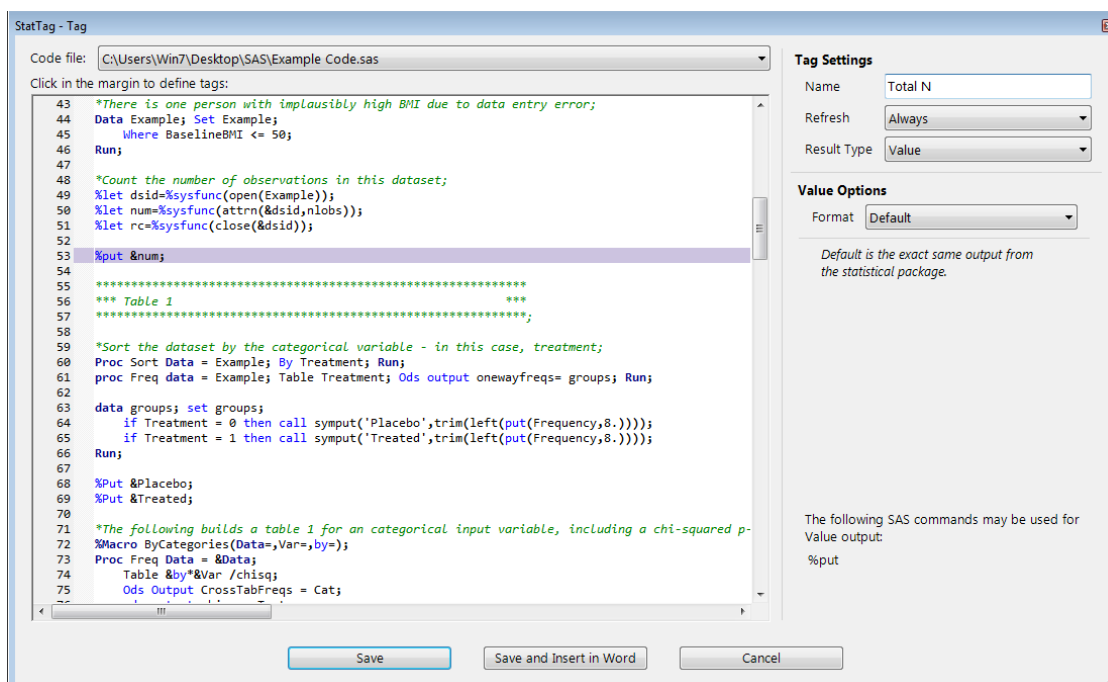 StatTag - Tag
Code file: C:\Users\Win7\Desktop\SAS\Example Code.sas
Click in the margin to define tags:
43 *There is one person with implausibly high BMI due to data entry error;
44 Data Example; Set Example;
45 Where BaselineBMI <= 50;
46 Run;
47
48 *Count the number of observations in this dataset;
49 %let dsid=%sysfunc(open(Example));
50 %let num=%sysfunc(attrn(&dsid,nlobs));
51 %let rc=%sysfunc(close(&dsid));
52
53 %put &num;
54
55 *************************************************************
56 *** Table 1 ***
57 *************************************************************;
58
59 *Sort the dataset by the categorical variable - in this case, treatment;
60 Proc Sort Data = Example; By Treatment; Run;
61 proc Freq data = Example; Table Treatment; Ods output onewayfreqs= groups; Run;
62
63 data groups; set groups;
64 if Treatment = 0 then call symput('Placebo',trim(left(put(Frequency,8.))));
65 if Treatment = 1 then call symput('Treated',trim(left(put(Frequency,8.))));
66 Run;
67
68 %Put &Placebo;
69 %Put &Treated;
70
71 *The following builds a table 1 for an categorical input variable, including a chi-squared p-
72 %Macro ByCategories(Data=,Var=,by=);
73 Proc Freq Data = &Data;
74 Table &by*&Var /chisq;
75 Ods Output CrossTabFreqs = Cat;
Tag Settings
Name Total N
Refresh Always
Result Type Value
Value Options
Format Default
Default is the exact same output from
the statistical package.
The following SAS commands may be used for
Value output:
%put
Save
Save and Insert in Word
Cancel